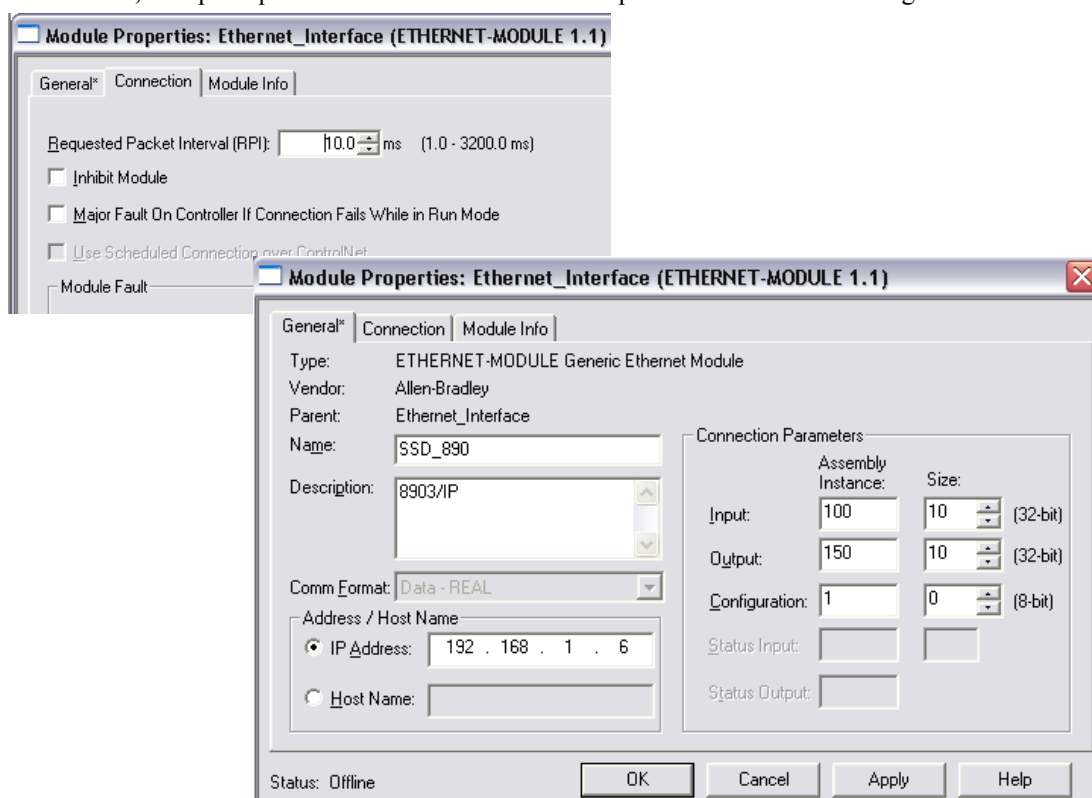 Module Properties: Ethernet_Interface (ETHERNET-MODULE 1.1)
General* Connection Module Info
Requested Packet Interval (RPI): 10.0 ms (1.0 - 3200.0 ms)
Inhibit Module
Major Fault On Controller If Connection Fails While in Run Mode
Use Scheduled Connection over ControlNet
Module Fault
Module Properties: Ethernet_Interface (ETHERNET-MODULE 1.1)
General* Connection Module Info
Type: ETHERNET-MODULE Generic Ethernet Module
Vendor: Allen-Bradley
Parent: Ethernet_Interface
Name: SSD_890
Description: 8903/IP
Comm Format: Data - REAL
Address / Host Name
IP Address: 192 . 168 . 1 . 6
Host Name:
Connection Parameters
Assembly
Instance: Size:
Input: 100 10 (32-bit)
Output: 150 10 (32-bit)
Configuration: 1 0 (8-bit)
Status Input:
Status Output:
Status: Offline OK Cancel Apply Help